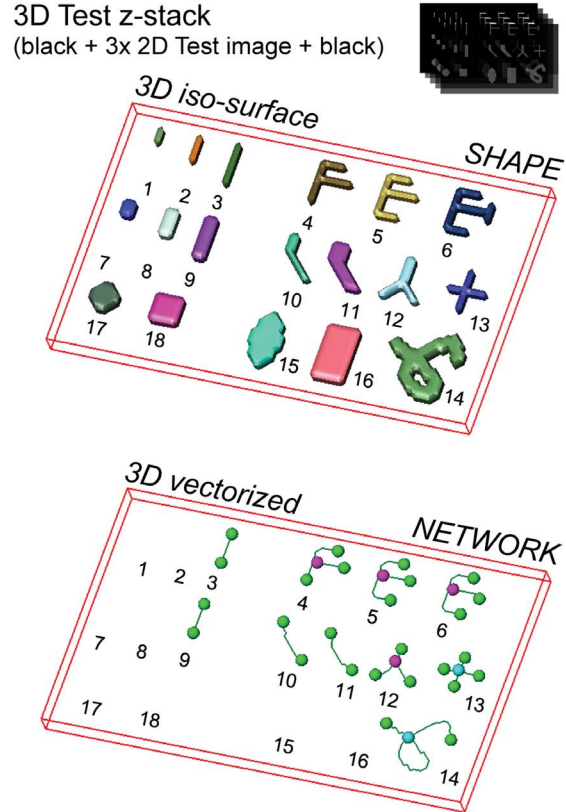 3D Test z-stack
(black + 3x 2D Test image + black)
3D iso-surface
SHAPE
1 2 3 4 5 6
7 8 9 10 11 12 13
17 18 15 16 14
3D vectorized
NETWORK
1 2 3 4 5 6
7 8 9 10 11 12 13
17 18 15 16 14